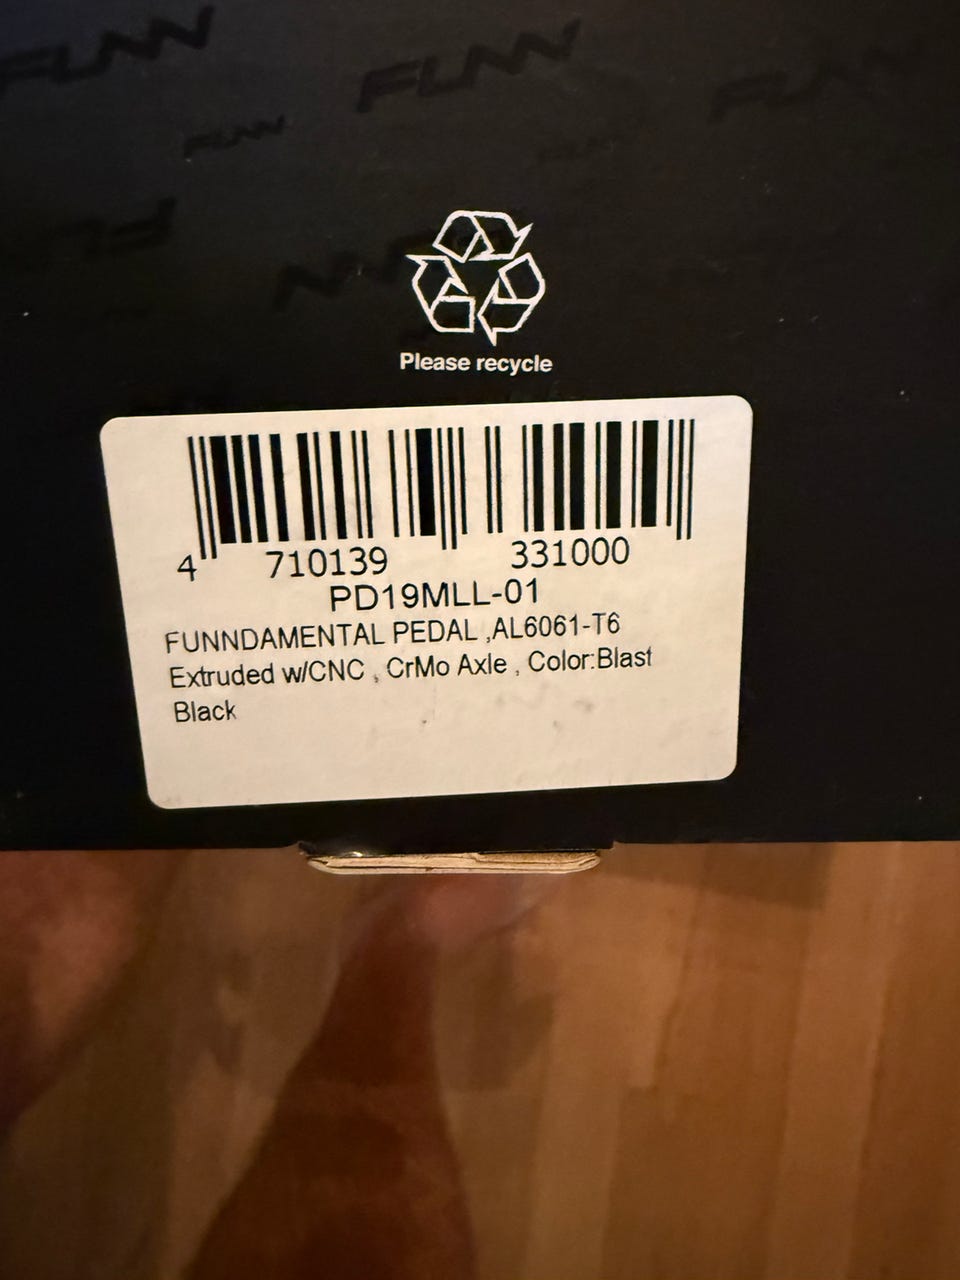 FUNN
FUNN
FUNN
FUNN
Please recycle
4 710139 331000
PD19MLL-01
FUNNDAMENTAL PEDAL ,AL6061-T6
Extruded w/CNC , CrMo Axle , Color:Blast
Black